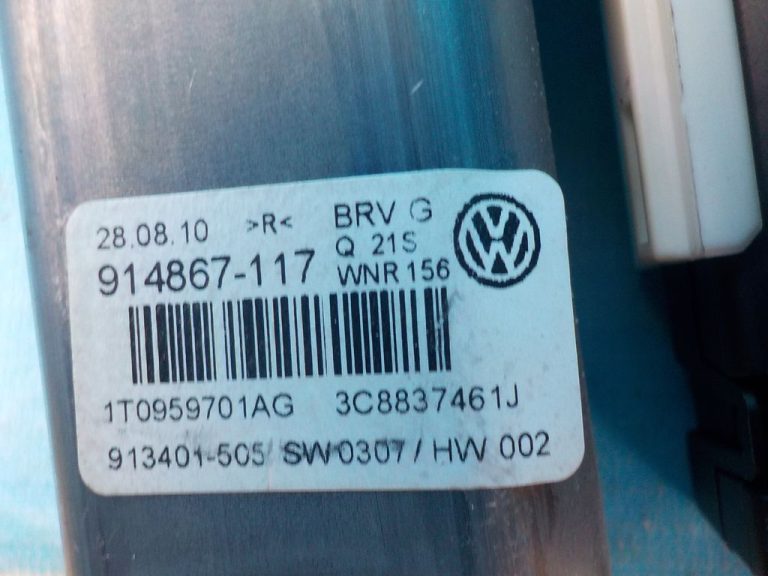 28.08.10 >R< BRV G
Q 21S
914867-117 WNR 156
1T0959701AG 3C8837461J
913401-505 SW0307 / HW 002